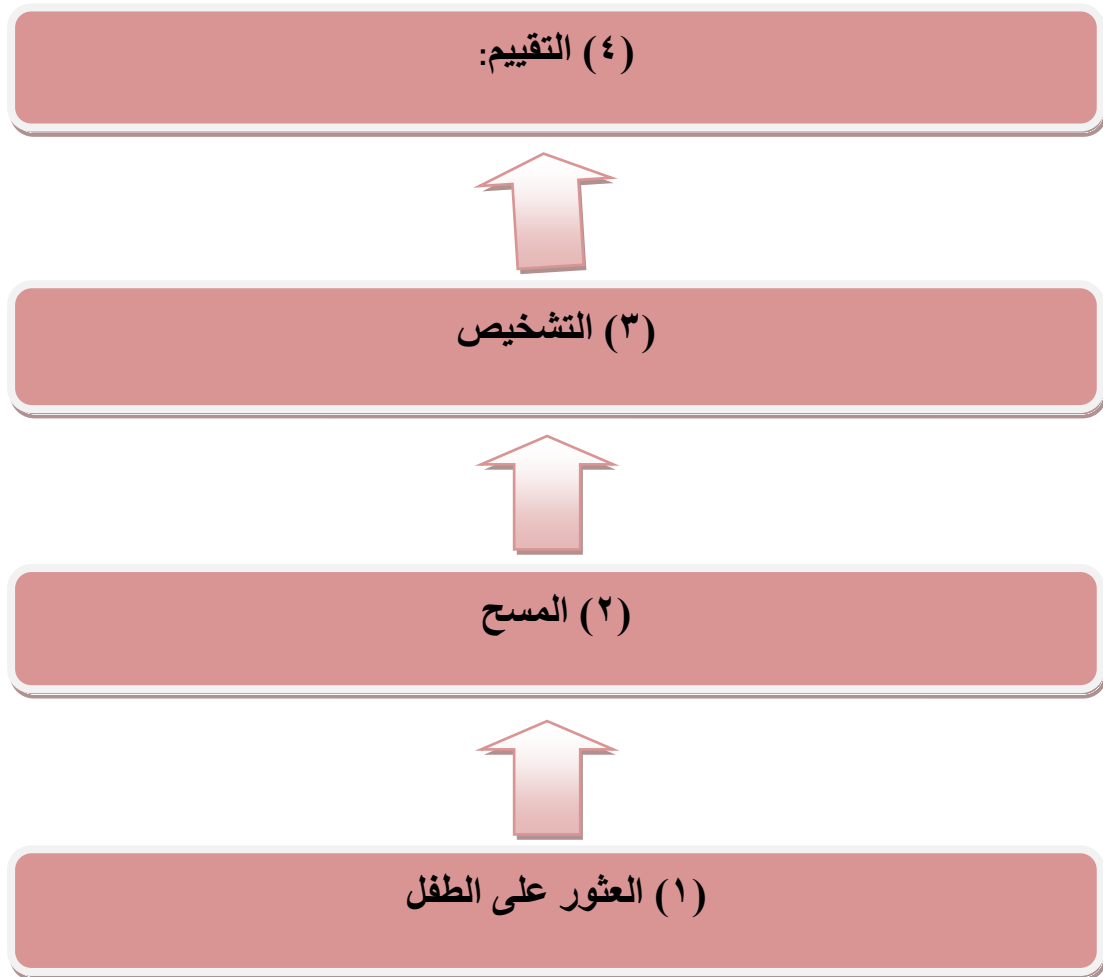 (٤) التقييم:
(٣) التشخيص
(٢) المسح
(١) العثور على الطفل